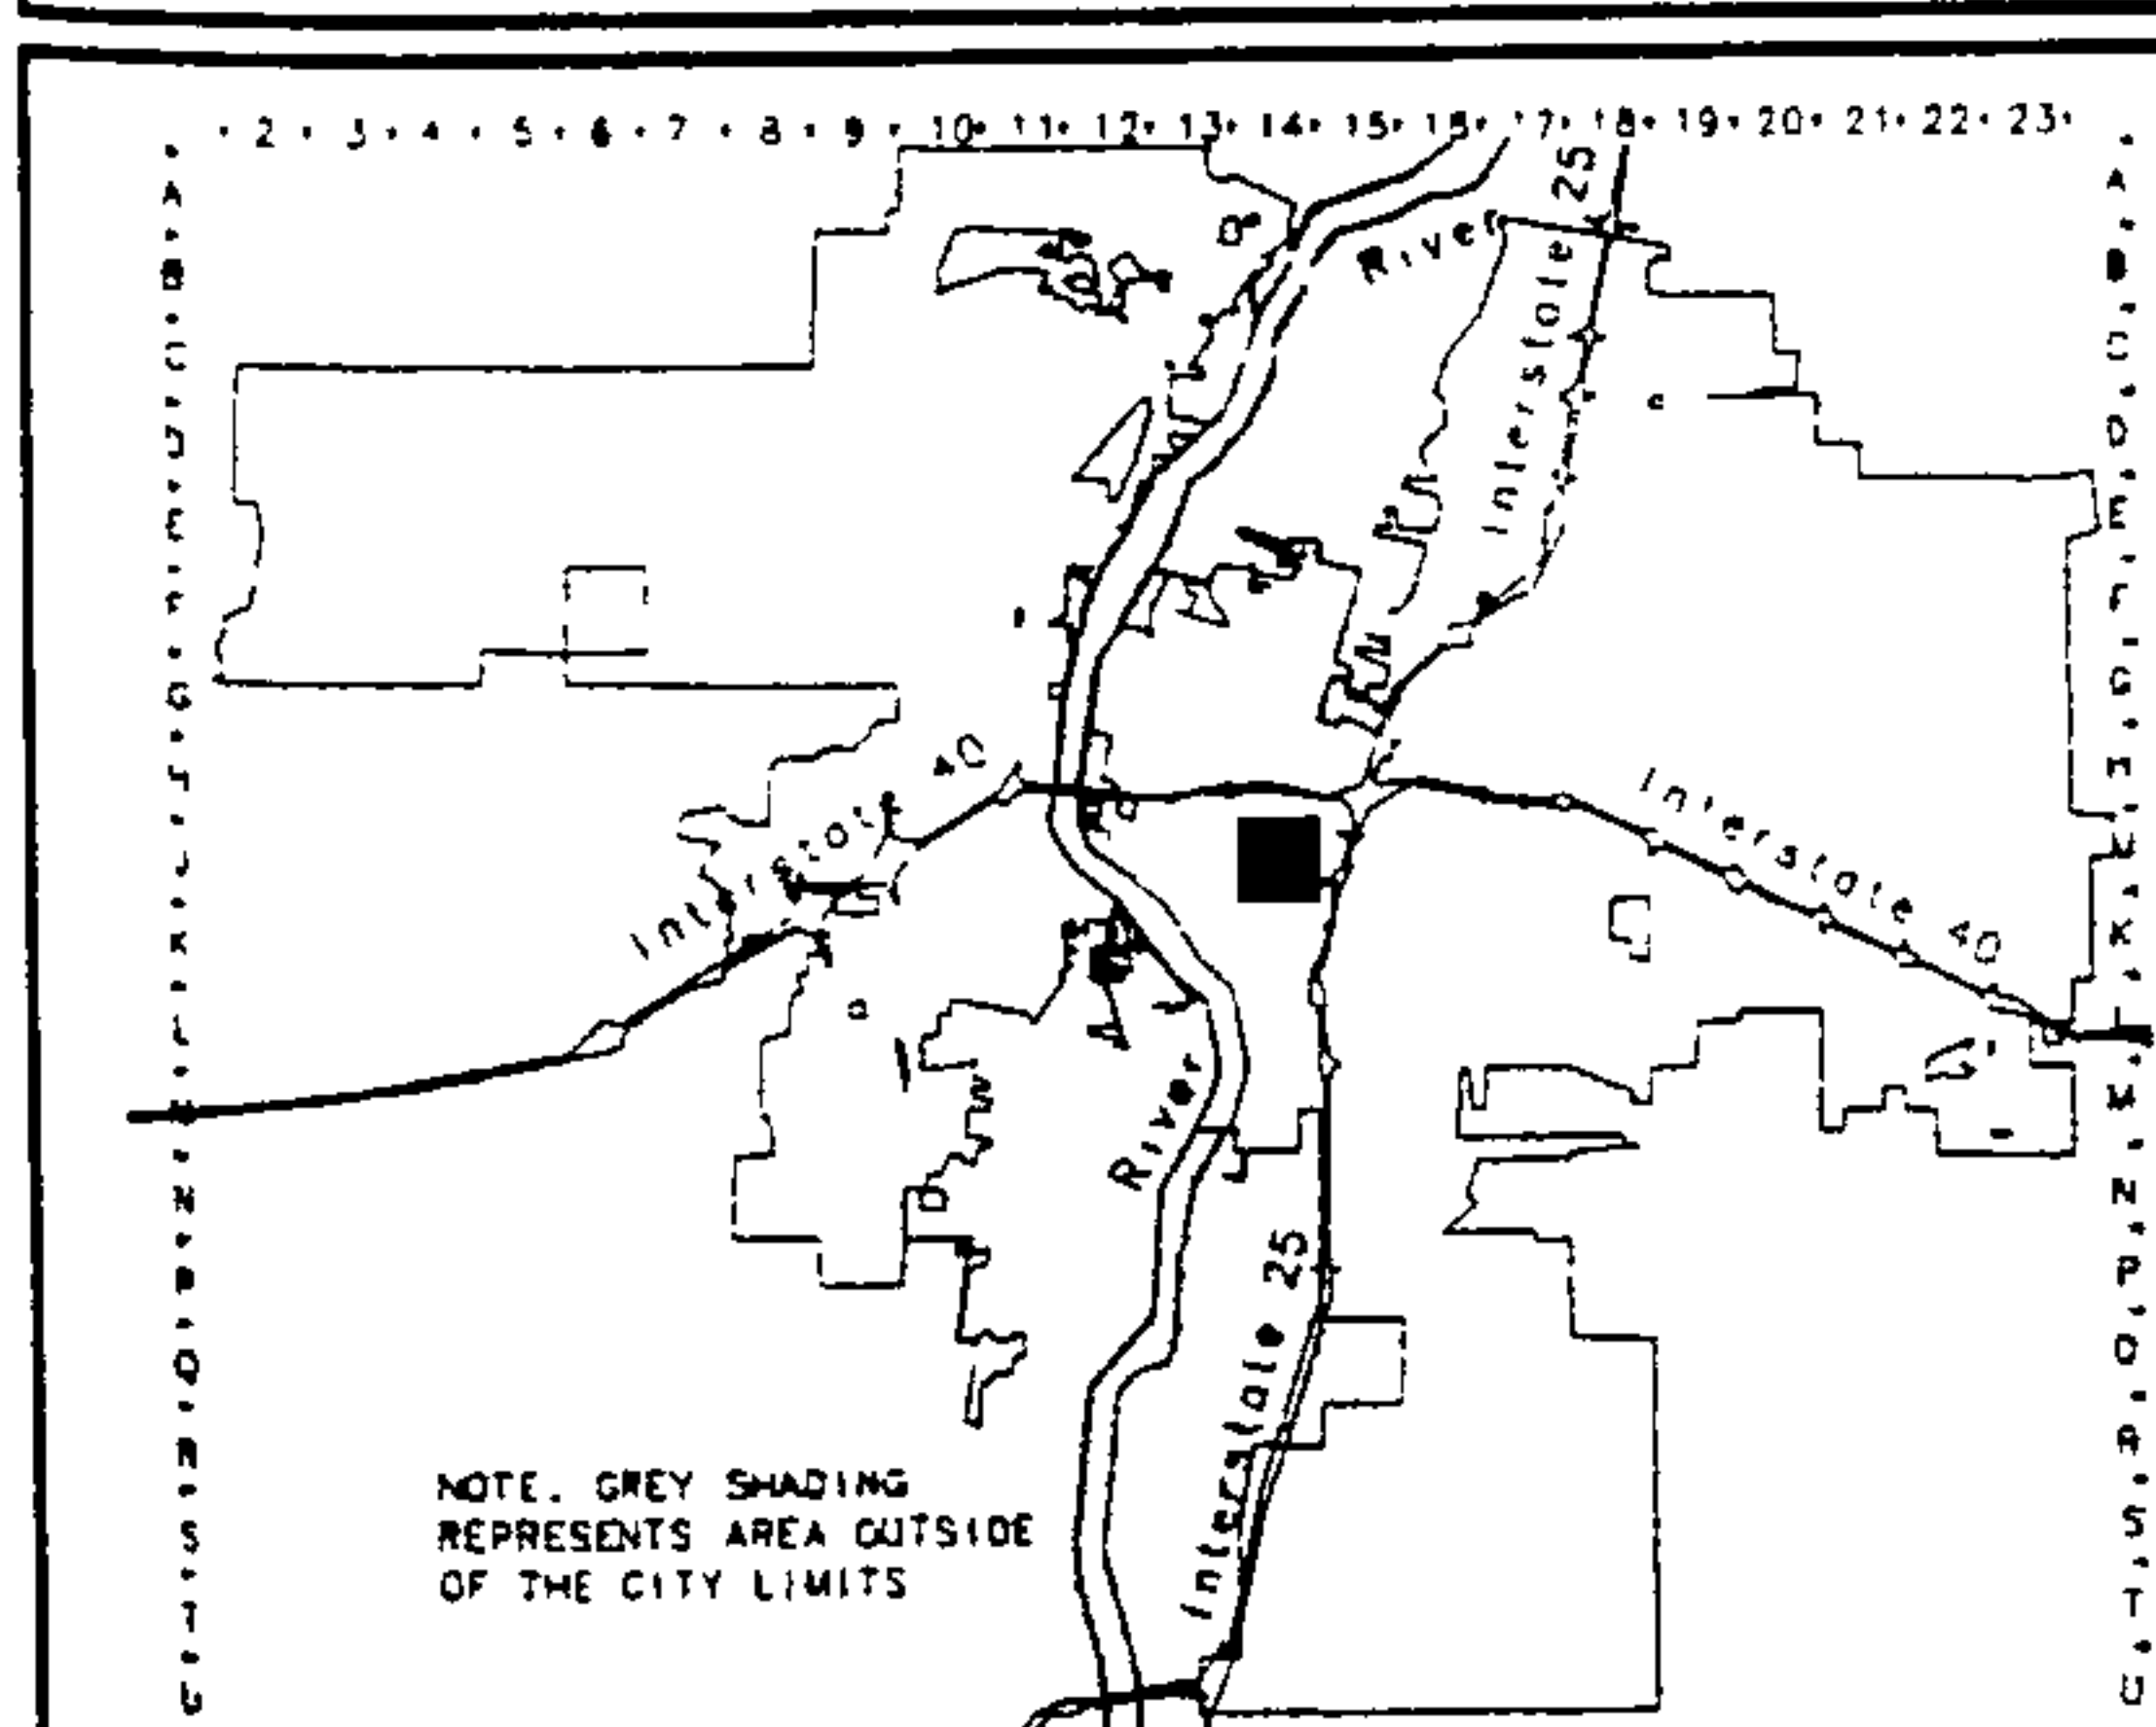 2 · 3 · 4 · 5 · 6 · 7 · 8 · 9 · 10 · 11 · 12 · 13 · 14 · 15 · 16 · 17 · 18 · 19 · 20 · 21 · 22 · 23 ·
River
Interstate 25
Interstate 40
Interstate 40
River
Interstate 25
NOTE. GREY SHADING
REPRESENTS AREA OUTSIDE
OF THE CITY LIMITS
A · B · C · D · E · F · G · H · J · K · L · M · N · P · Q · R · S · T · U
A · B · C · D · E · F · G · H · J · K · L · M · N · P · Q · R · S · T · U